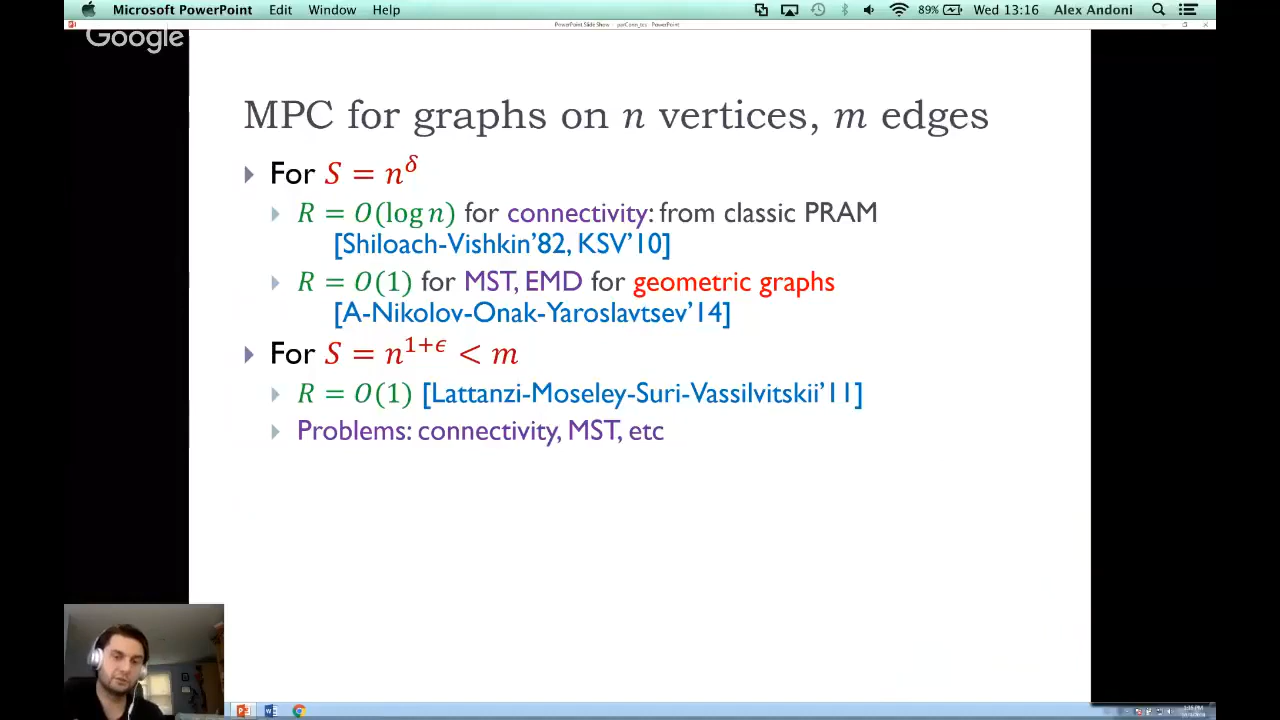 Microsoft PowerPoint Edit Window Help 89% Wed 13:16 Alex Andoni
PowerPoint Slide Show - parConn_tcs - PowerPoint
Google
MPC for graphs on n vertices, m edges
For S = n^δ
R = O(log n) for connectivity: from classic PRAM
[Shiloach-Vishkin'82, KSV'10]
R = O(1) for MST, EMD for geometric graphs
[A-Nikolov-Onak-Yaroslavtsev'14]
For S = n^{1+ϵ} < m
R = O(1) [Lattanzi-Moseley-Suri-Vassilvitskii'11]
Problems: connectivity, MST, etc